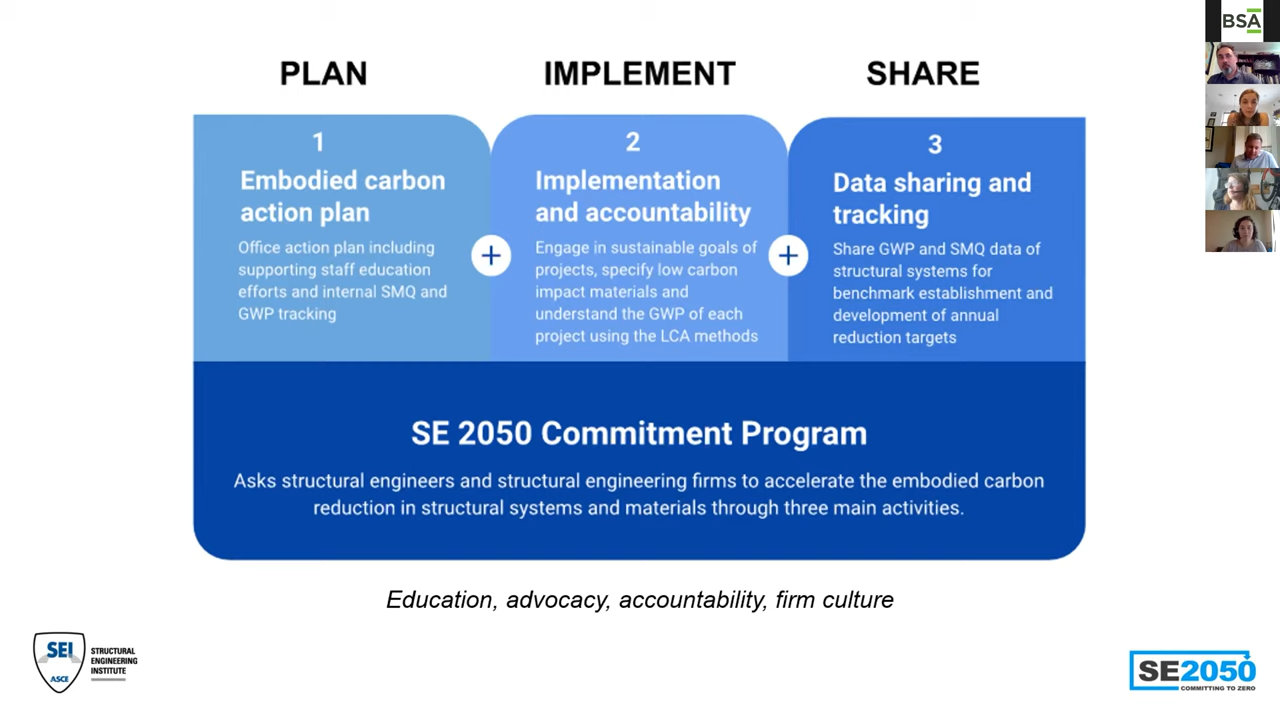 PLAN
IMPLEMENT
SHARE
BSA
1
Embodied carbon
action plan
Office action plan including
supporting staff education
efforts and internal SMQ and
GWP tracking
2
Implementation
and accountability
Engage in sustainable goals of
projects, specify low carbon
impact materials and
understand the GWP of each
project using the LCA methods
3
Data sharing and
tracking
Share GWP and SMQ data of
structural systems for
benchmark establishment and
development of annual
reduction targets
SE 2050 Commitment Program
Asks structural engineers and structural engineering firms to accelerate the embodied carbon
reduction in structural systems and materials through three main activities.
Education, advocacy, accountability, firm culture
SEI
ASCE
STRUCTURAL
ENGINEERING
INSTITUTE
SE2050
COMMITTING TO ZERO